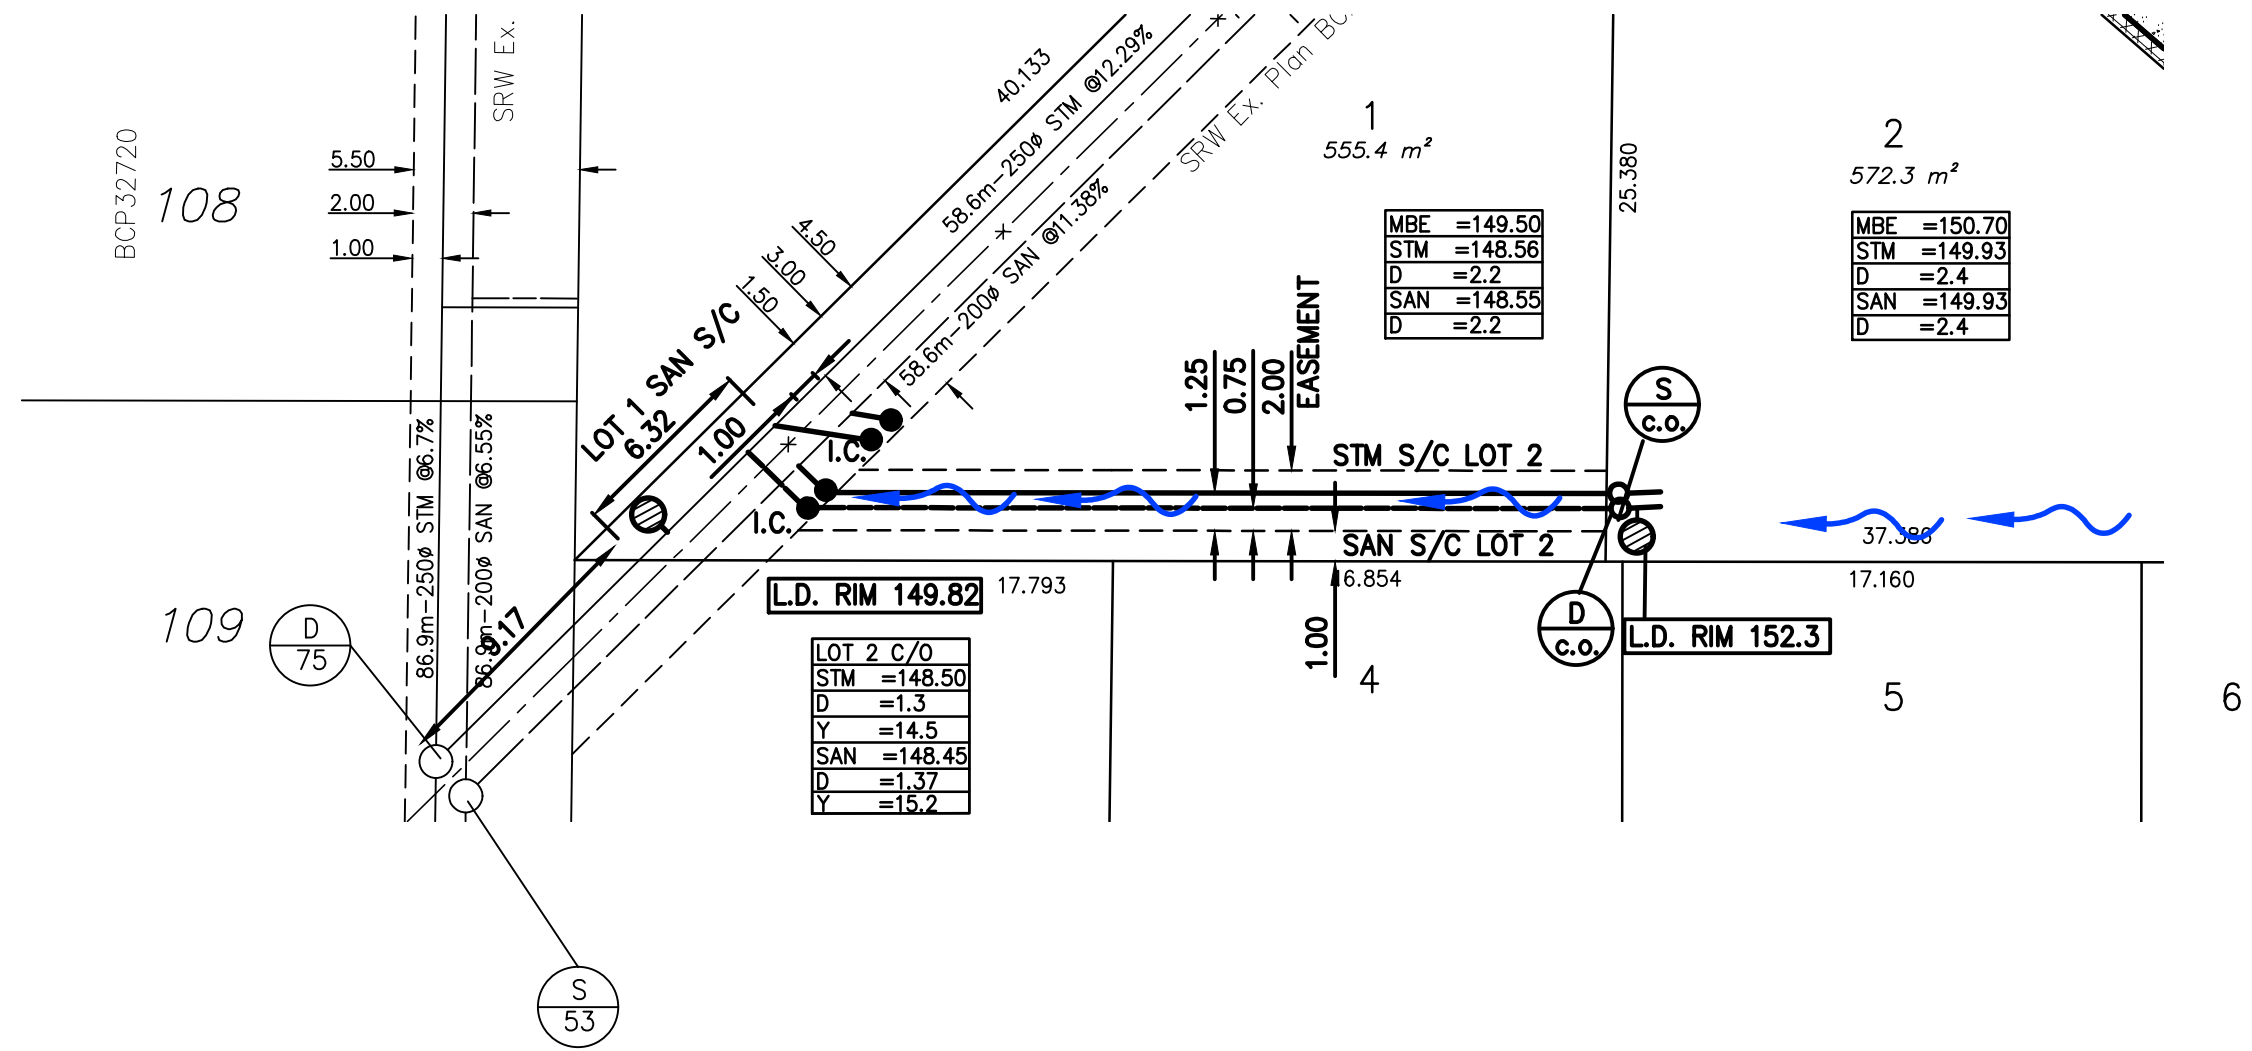 SRW Ex.
BCP32720
108
5.50
2.00
1.00
40.133
58.6m-250ø STM @12.29%
58.6m-200ø SAN @11.38%
SRW Ex. Plan
4.50
3.00
1.50
LOT 1 SAN S/C
6.32
1.00
I.C.
I.C.
1
555.4 m²
MBE =149.50
STM =148.56
D =2.2
SAN =148.55
D =2.2
25.380
2
572.3 m²
MBE =150.70
STM =149.93
D =2.4
SAN =149.93
D =2.4
1.25
0.75
2.00
EASEMENT
STM S/C LOT 2
SAN S/C LOT 2
S
c.o.
D
c.o.
17.793
16.854
17.160
1.00
L.D. RIM 149.82
L.D. RIM 152.3
86.9m-250ø STM @6.7%
86.9m-200ø SAN @6.55%
9.17
109
D
75
LOT 2 C/O
STM =148.50
D =1.3
Y =14.5
SAN =148.45
D =1.37
Y =15.2
4
5
6
S
53